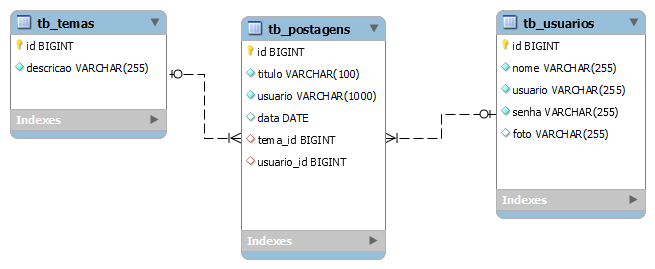 tb_temas
id BIGINT
descricao VARCHAR(255)
Indexes
tb_postagens
id BIGINT
titulo VARCHAR(100)
usuario VARCHAR(1000)
data DATE
tema_id BIGINT
usuario_id BIGINT
Indexes
tb_usuarios
id BIGINT
nome VARCHAR(255)
usuario VARCHAR(255)
senha VARCHAR(255)
foto VARCHAR(255)
Indexes